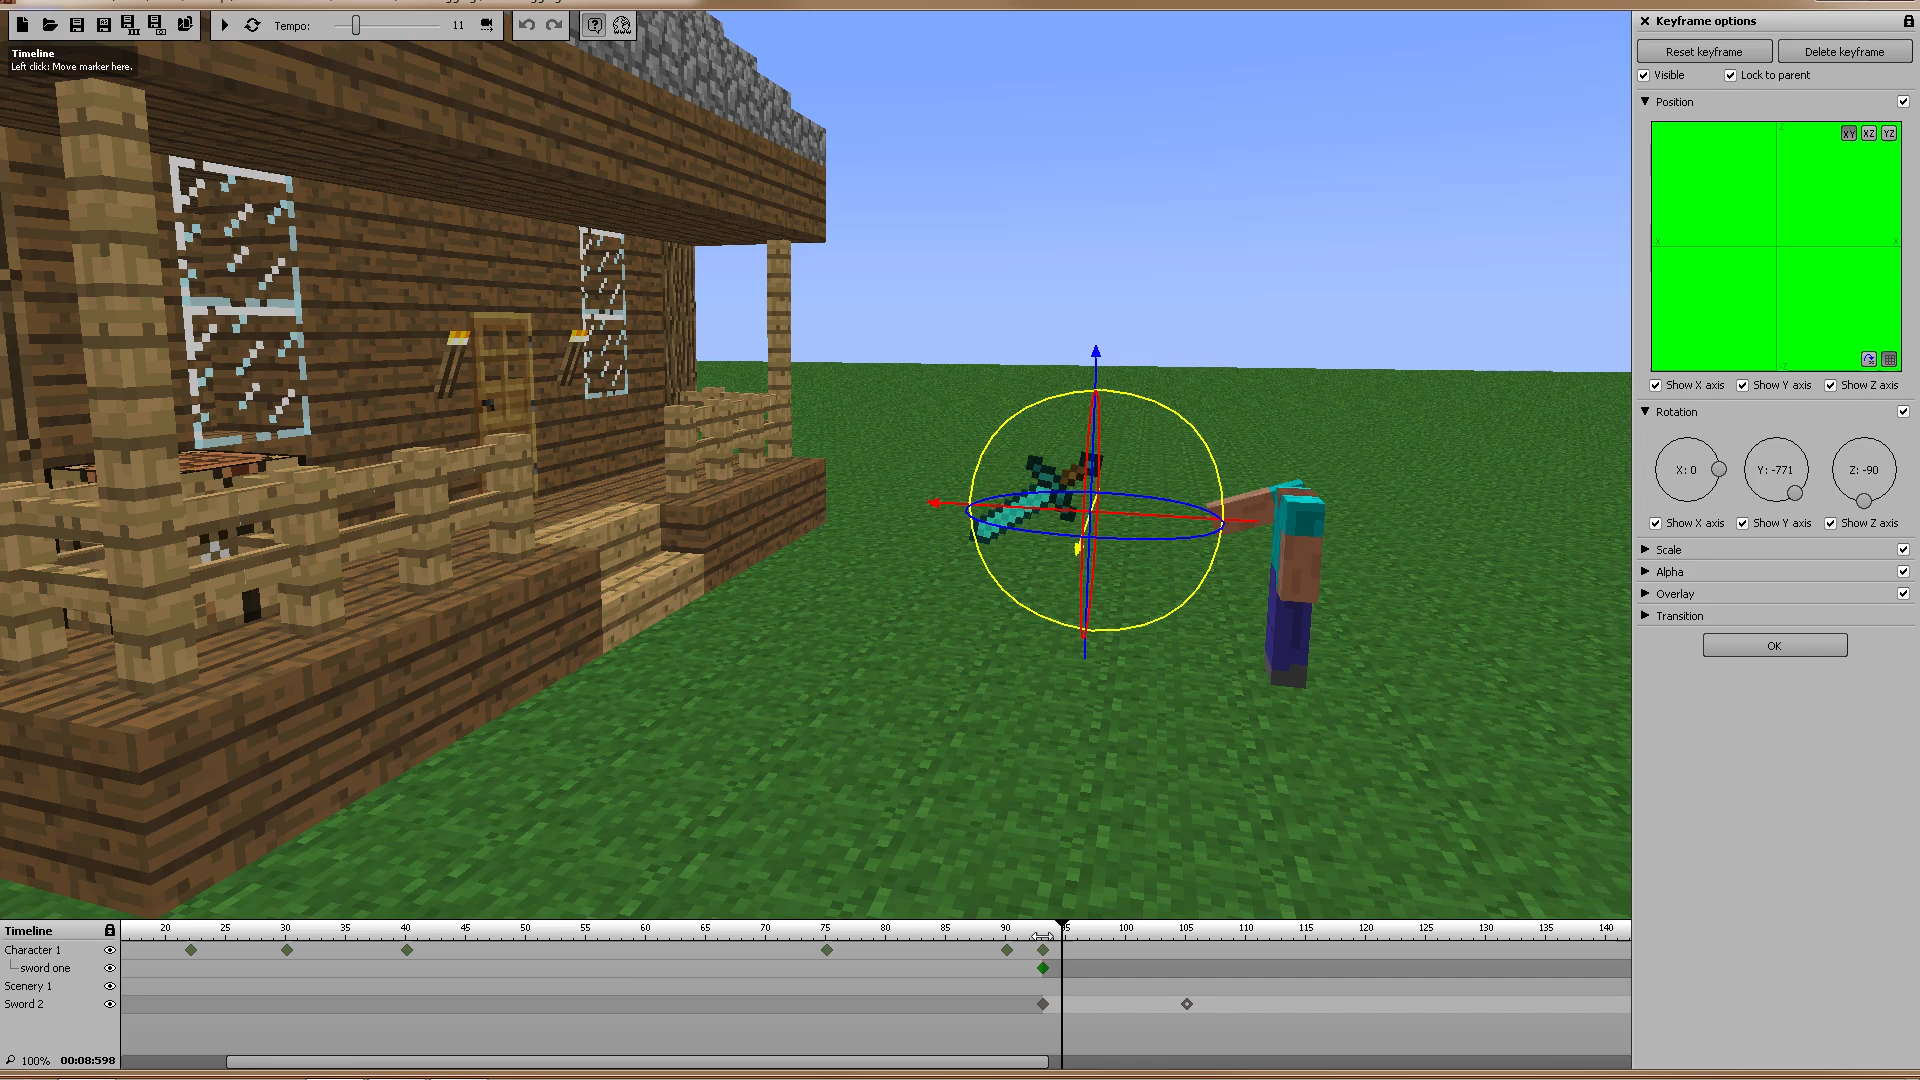 Tempo: 11
Timeline
Left click: Move marker here.
Keyframe options
Reset keyframe Delete keyframe
Visible Lock to parent
Position
XY XZ YZ
Z
-X X
-Z
Show X axis Show Y axis Show Z axis
Rotation
X: 0 Y: -771 Z: -90
Show X axis Show Y axis Show Z axis
Scale
Alpha
Overlay
Transition
OK
Timeline 20 25 30 35 40 45 50 55 60 65 70 75 80 85 90 95 100 105 110 115 120 125 130 135 140
Character 1
sword one
Scenery 1
Sword 2
100% 00:08:598